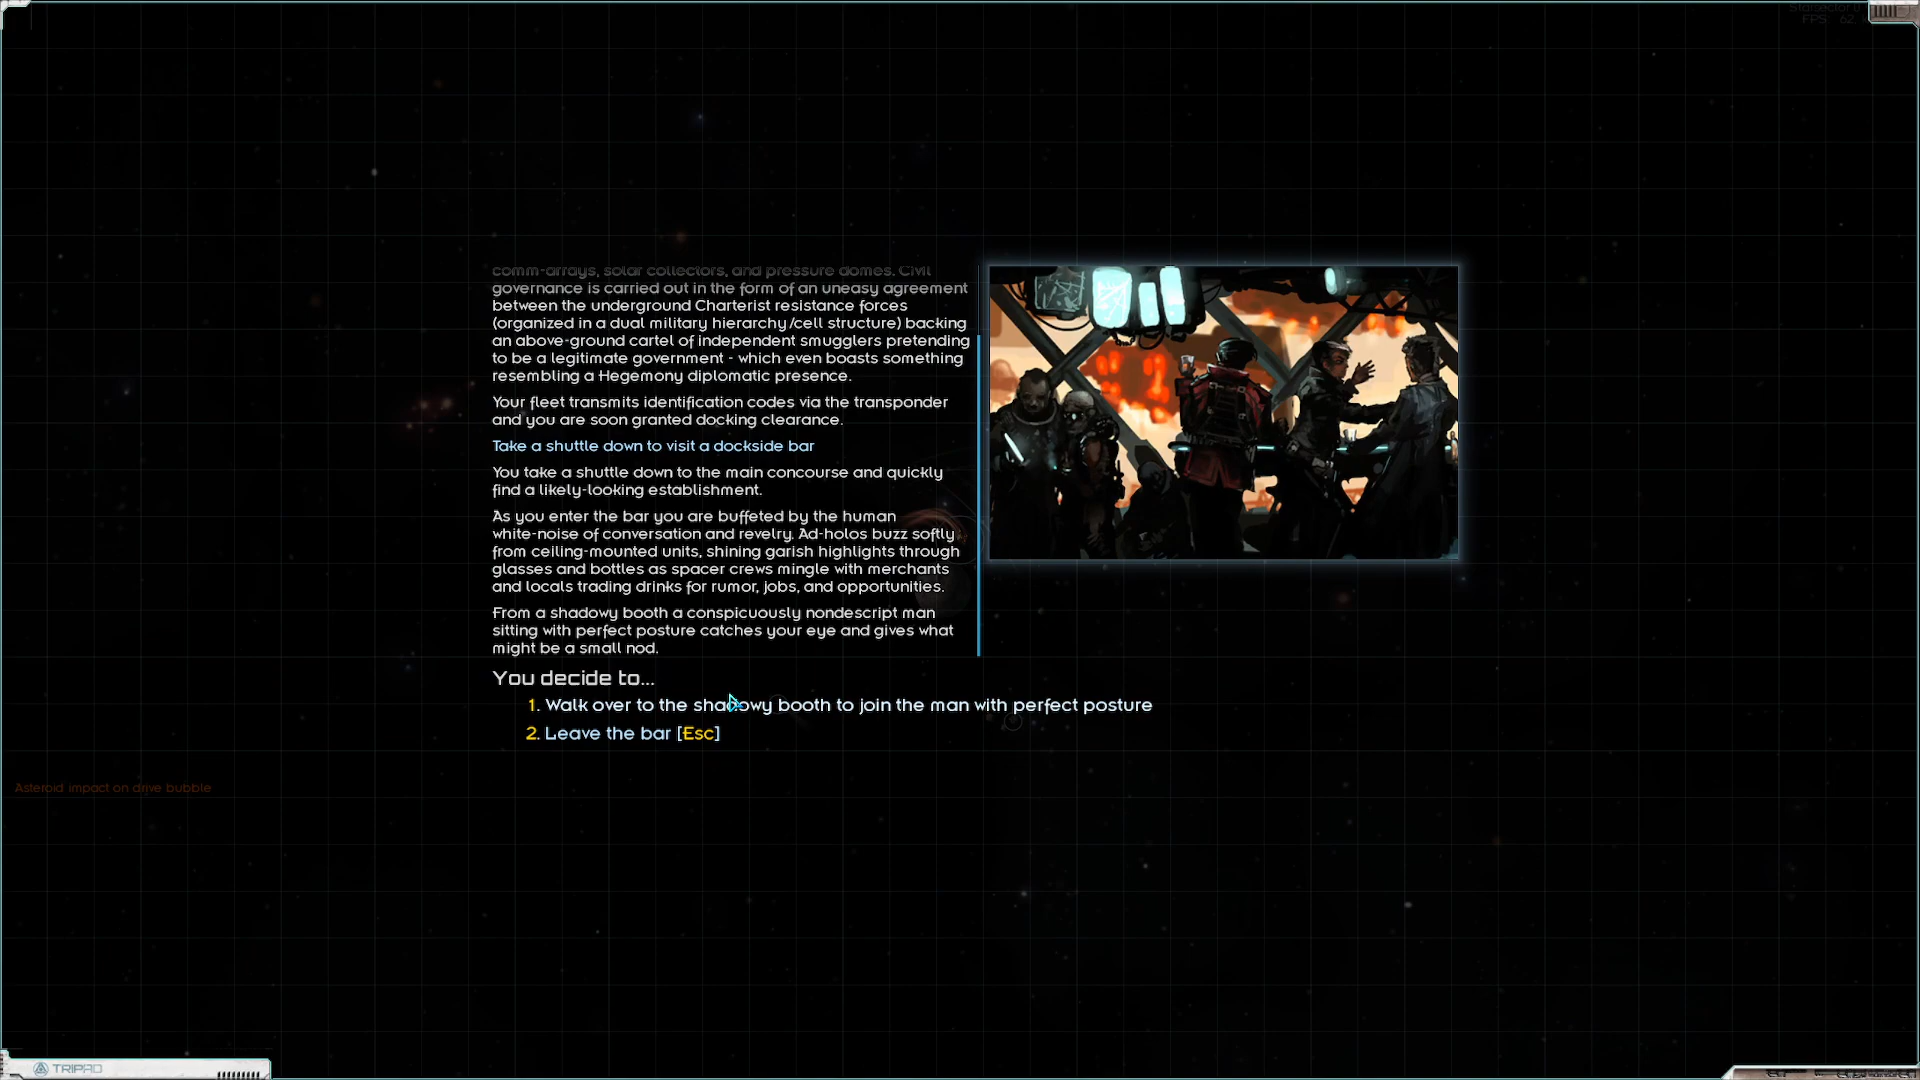 Starsector 0
FPS: 62,
comm-arrays, solar collectors, and pressure domes. Civil
governance is carried out in the form of an uneasy agreement
between the underground Charterist resistance forces
(organized in a dual military hierarchy/cell structure) backing
an above-ground cartel of independent smugglers pretending
to be a legitimate government - which even boasts something
resembling a Hegemony diplomatic presence.
Your fleet transmits identification codes via the transponder
and you are soon granted docking clearance.
Take a shuttle down to visit a dockside bar
You take a shuttle down to the main concourse and quickly
find a likely-looking establishment.
As you enter the bar you are buffeted by the human
white-noise of conversation and revelry. Ad-holos buzz softly
from ceiling-mounted units, shining garish highlights through
glasses and bottles as spacer crews mingle with merchants
and locals trading drinks for rumor, jobs, and opportunities.
From a shadowy booth a conspicuously nondescript man
sitting with perfect posture catches your eye and gives what
might be a small nod.
You decide to...
1. Walk over to the shadowy booth to join the man with perfect posture
2. Leave the bar [Esc]
Asteroid impact on drive bubble
TRIPAD